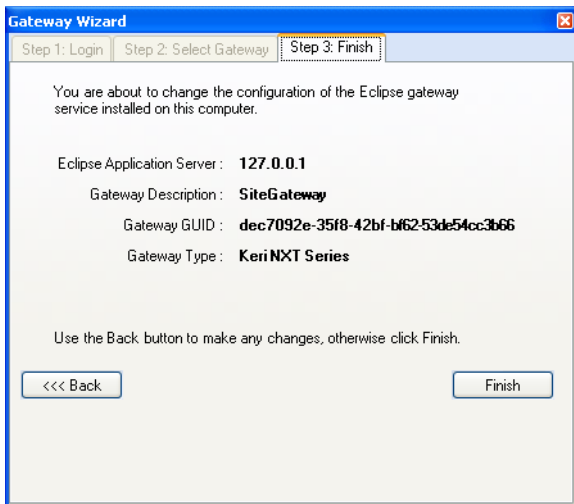 Gateway Wizard
Step 1: Login
Step 2: Select Gateway
Step 3: Finish
You are about to change the configuration of the Eclipse gateway
service installed on this computer.
Eclipse Application Server : 127.0.0.1
Gateway Description : SiteGateway
Gateway GUID : dec7092e-35f8-42bf-bf62-53de54cc3b66
Gateway Type : Keri NXT Series
Use the Back button to make any changes, otherwise click Finish.
<<< Back
Finish